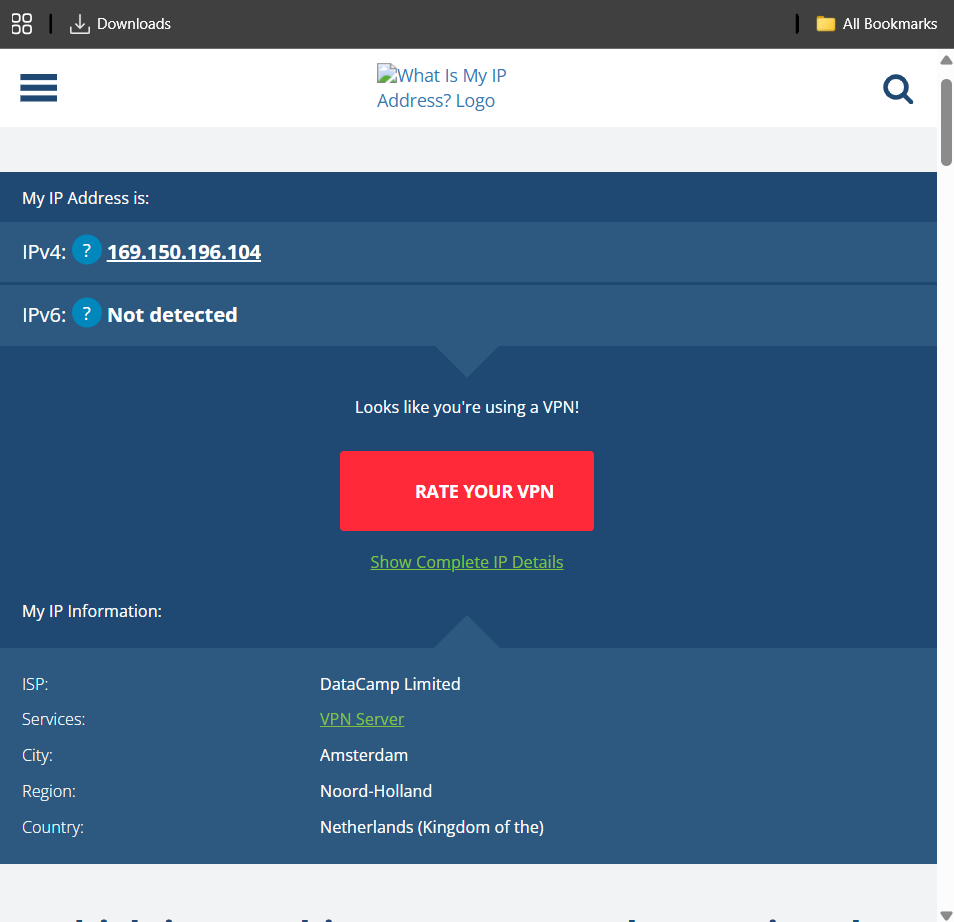 Downloads
All Bookmarks
What Is My IP
Address? Logo
My IP Address is:
IPv4: ? 169.150.196.104
IPv6: ? Not detected
Looks like you're using a VPN!
RATE YOUR VPN
Show Complete IP Details
My IP Information:
ISP: DataCamp Limited
Services: VPN Server
City: Amsterdam
Region: Noord-Holland
Country: Netherlands (Kingdom of the)